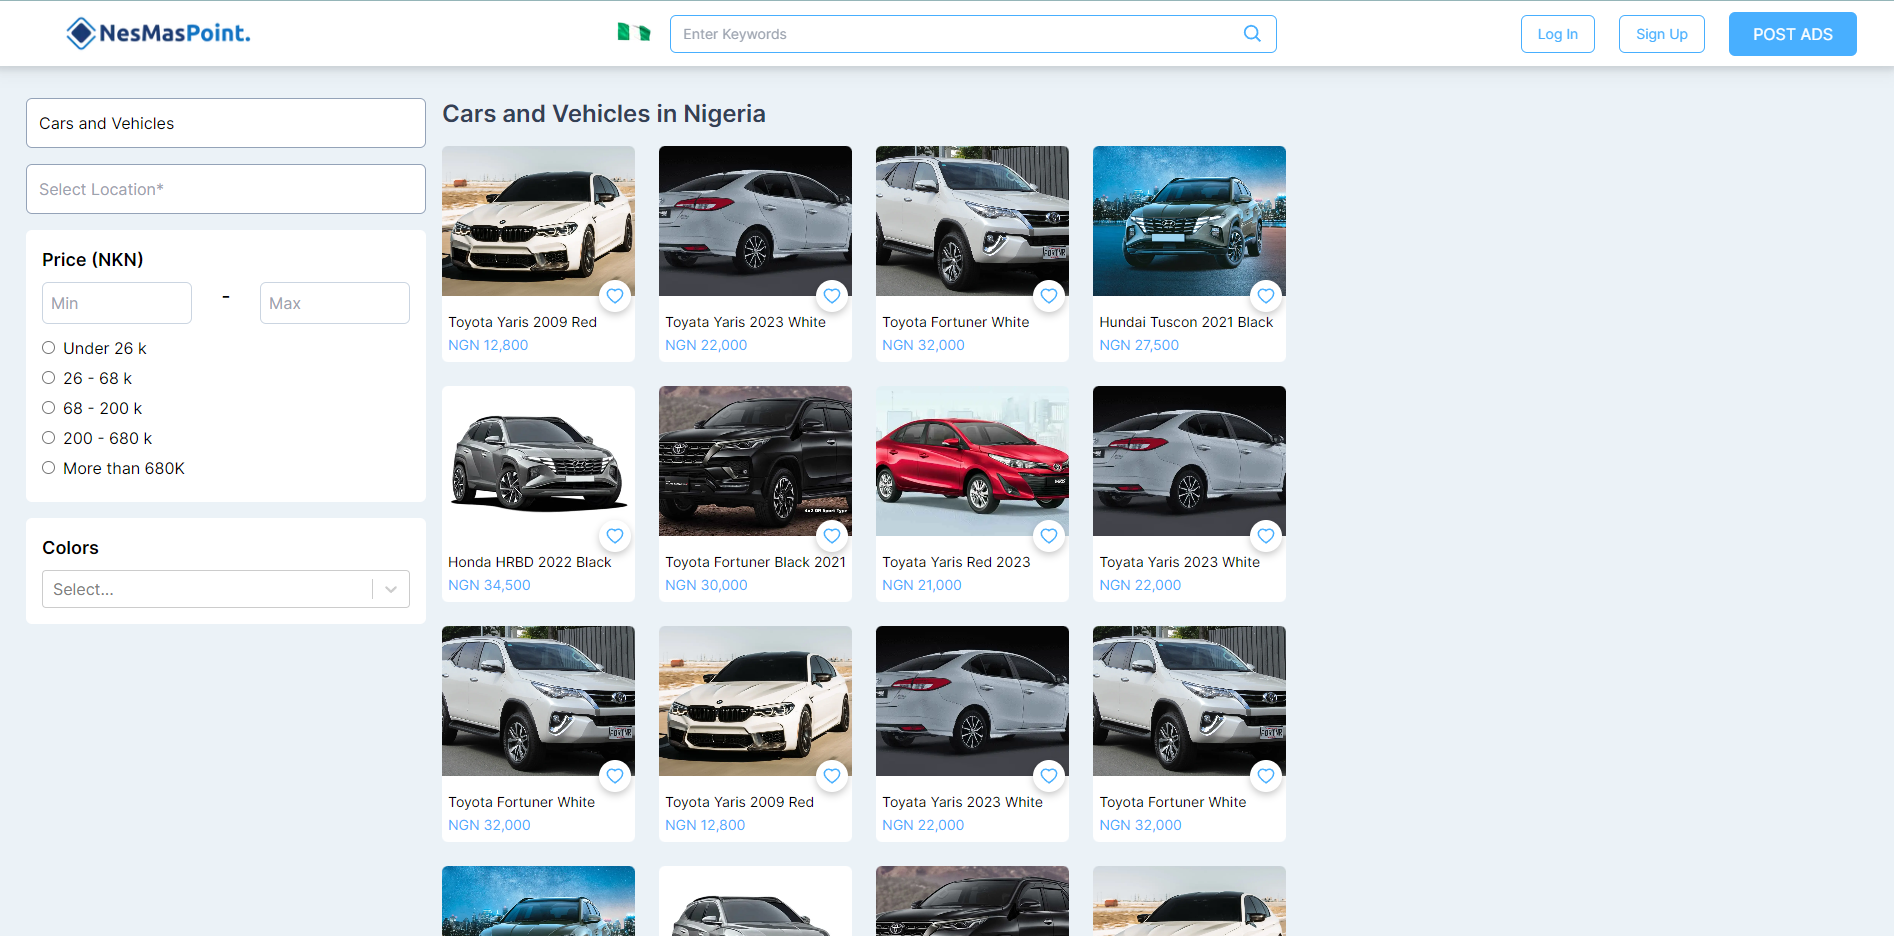 NesMasPoint.
Enter Keywords
Log In
Sign Up
POST ADS
Cars and Vehicles
Select Location*
Price (NKN)
Min
-
Max
Under 26 k
26 - 68 k
68 - 200 k
200 - 680 k
More than 680K
Colors
Select...
Cars and Vehicles in Nigeria
Toyota Yaris 2009 Red
NGN 12,800
Toyata Yaris 2023 White
NGN 22,000
FORTNR
Toyota Fortuner White
NGN 32,000
Hundai Tuscon 2021 Black
NGN 27,500
Honda HRBD 2022 Black
NGN 34,500
Toyota Fortuner Black 2021
NGN 30,000
Toyota Yaris Red 2023
NGN 21,000
Toyata Yaris 2023 White
NGN 22,000
FORTNR
Toyota Fortuner White
NGN 32,000
Toyota Yaris 2009 Red
NGN 12,800
Toyata Yaris 2023 White
NGN 22,000
FORTNR
Toyota Fortuner White
NGN 32,000